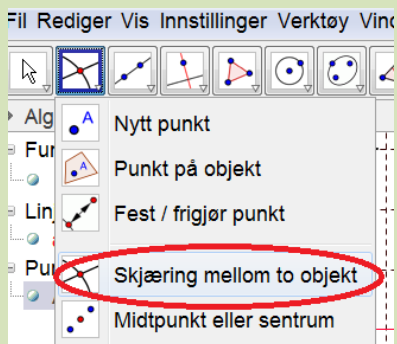 Fil Rediger Vis Innstillinger Verktøy
Nytt punkt
A
Punkt på objekt
A
Fest / frigjør punkt
Skjæring mellom to objekt
Midtpunkt eller sentrum